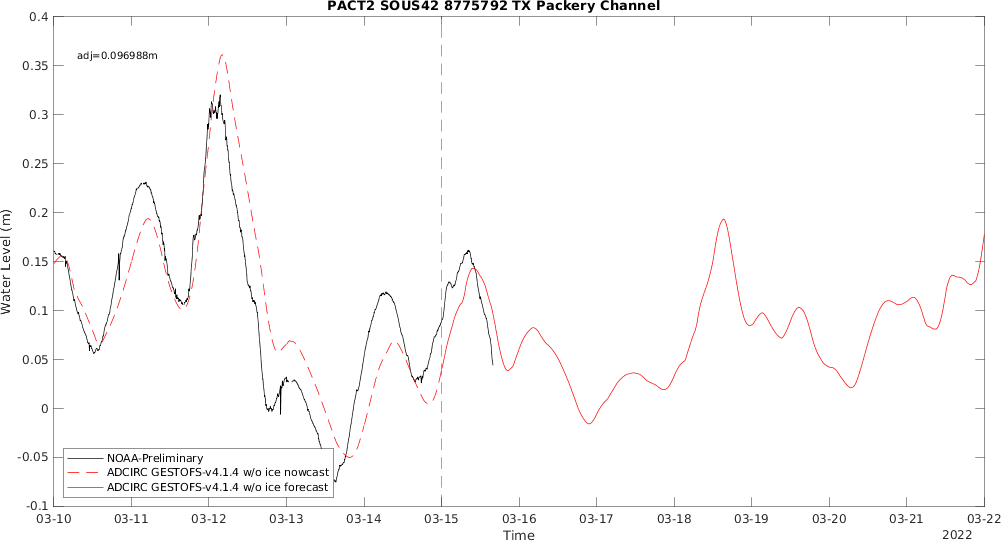 PACT2 SOUS42 8775792 TX Packery Channel
adj=0.096988m
Water Level (m)
0.4
0.35
0.3
0.25
0.2
0.15
0.1
0.05
0
-0.05
-0.1
NOAA-Preliminary
ADCIRC GESTOFS-v4.1.4 w/o ice nowcast
ADCIRC GESTOFS-v4.1.4 w/o ice forecast
03-10 03-11 03-12 03-13 03-14 03-15 03-16 03-17 03-18 03-19 03-20 03-21 03-22
Time
2022